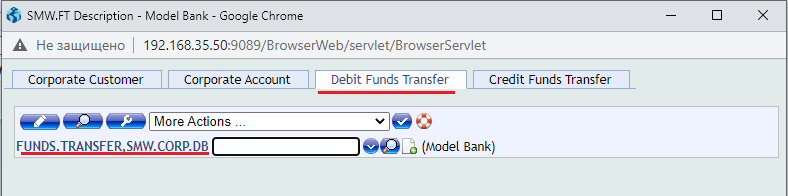 SMW.FT Description - Model Bank - Google Chrome
Не защищено 192.168.35.50:9089/BrowserWeb/servlet/BrowserServlet
Corporate Customer Corporate Account Debit Funds Transfer Credit Funds Transfer
More Actions ...
FUNDS.TRANSFER,SMW.CORP.DB (Model Bank)